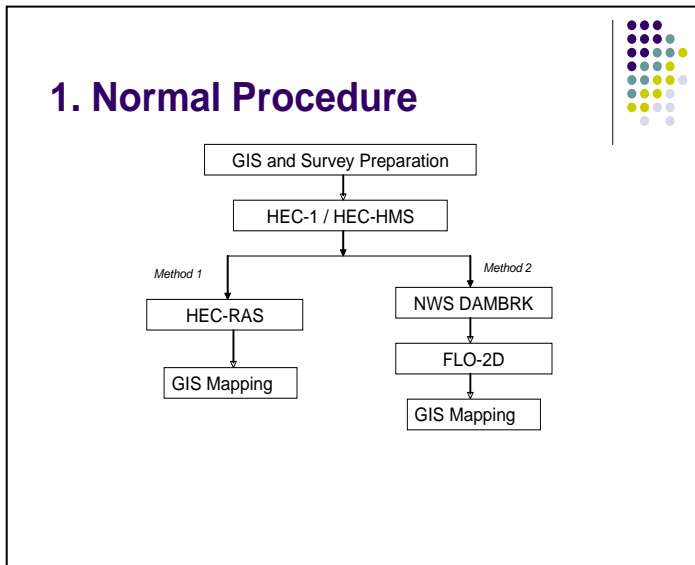 1. Normal Procedure
GIS and Survey Preparation
HEC-1 / HEC-HMS
Method 1
HEC-RAS
GIS Mapping
Method 2
NWS DAMBRK
FLO-2D
GIS Mapping